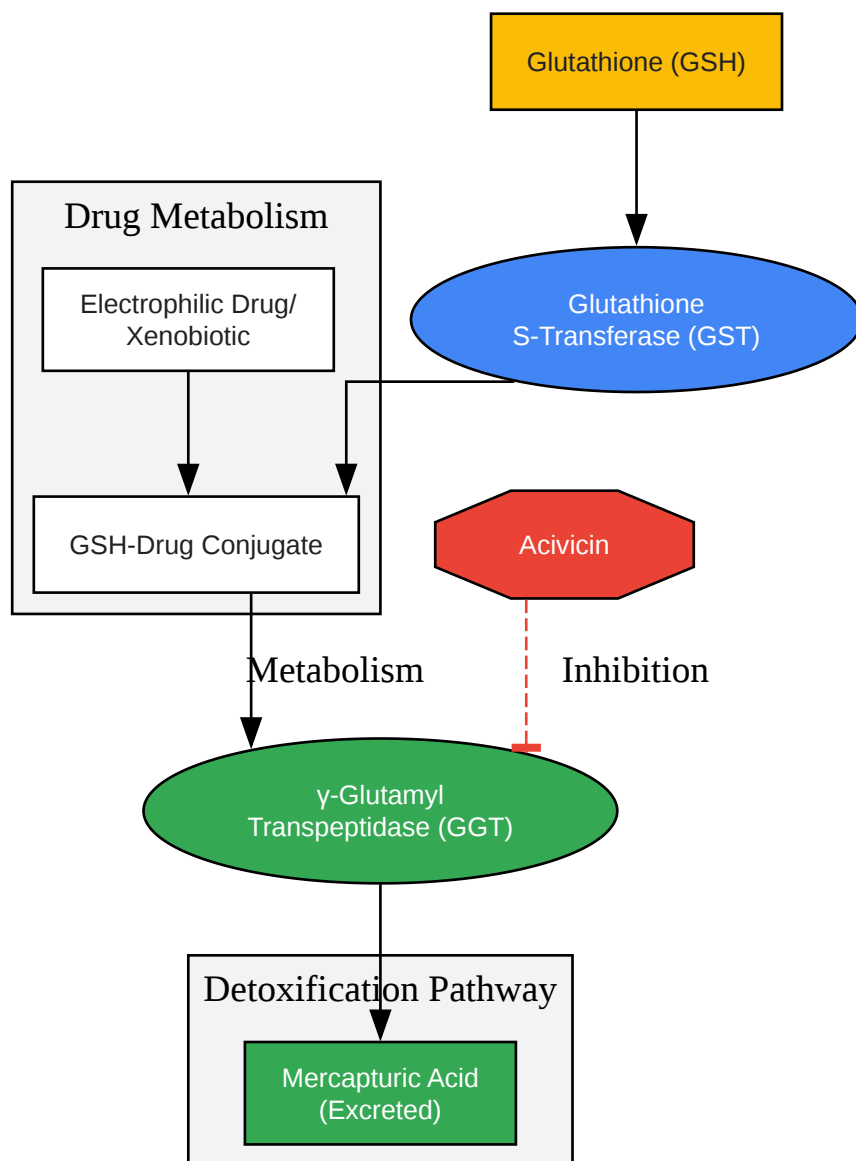 Glutathione (GSH)
Drug Metabolism
Electrophilic Drug/
Xenobiotic
Glutathione
S-Transferase (GST)
GSH-Drug Conjugate
Acivicin
Metabolism
Inhibition
γ-Glutamyl
Transpeptidase (GGT)
Detoxification Pathway
Mercapturic Acid
(Excreted)